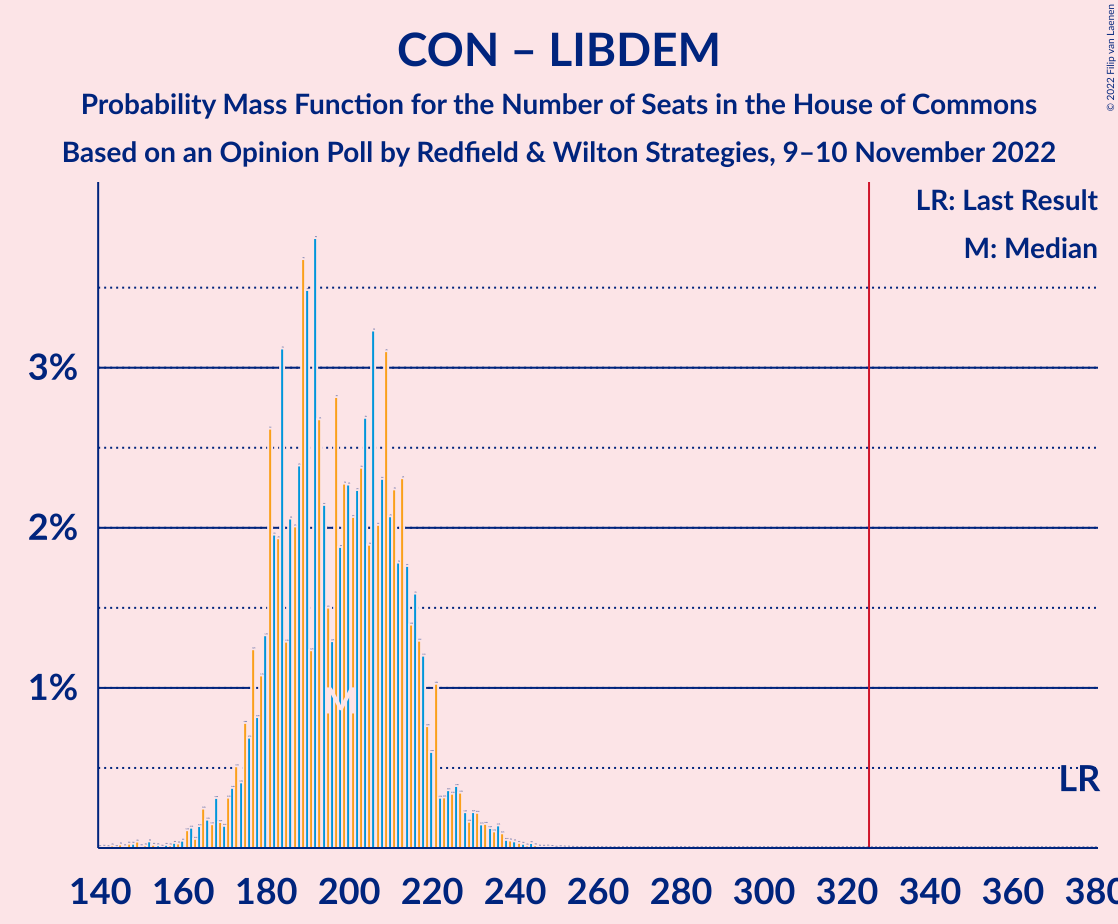 CON – LIBDEM
Probability Mass Function for the Number of Seats in the House of Commons
Based on an Opinion Poll by Redfield & Wilton Strategies, 9–10 November 2022
© 2022 Filip van Laenen
LR: Last Result
M: Median
3%
2%
1%
M
LR
140 160 180 200 220 240 260 280 300 320 340 360 380